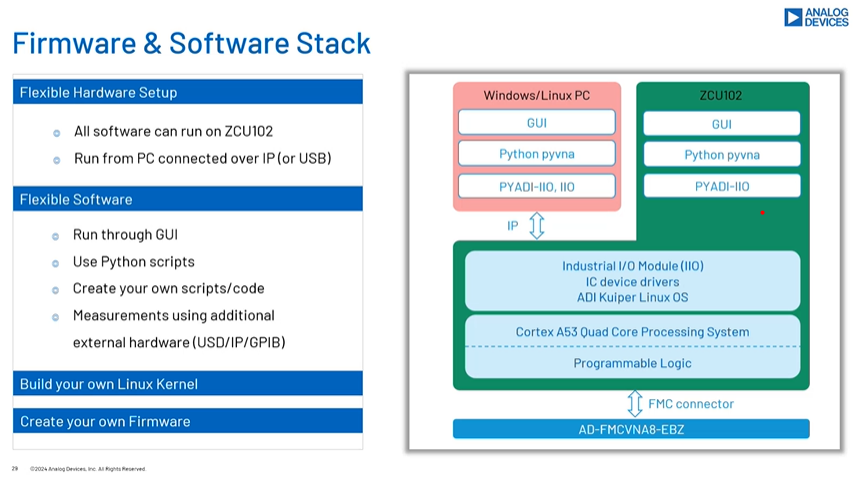 ANALOG
DEVICES
Firmware & Software Stack
Flexible Hardware Setup
All software can run on ZCU102
Run from PC connected over IP (or USB)
Flexible Software
Run through GUI
Use Python scripts
Create your own scripts/code
Measurements using additional
external hardware (USD/IP/GPIB)
Build your own Linux Kernel
Create your own Firmware
Windows/Linux PC
GUI
Python pyvna
PYADI-IIO, IIO
ZCU102
GUI
Python pyvna
PYADI-IIO
IP
Industrial I/O Module (IIO)
IC device drivers
ADI Kuiper Linux OS
Cortex A53 Quad Core Processing System
Programmable Logic
FMC connector
AD-FMCVNA8-EBZ
29 ©2024 Analog Devices, Inc. All Rights Reserved.